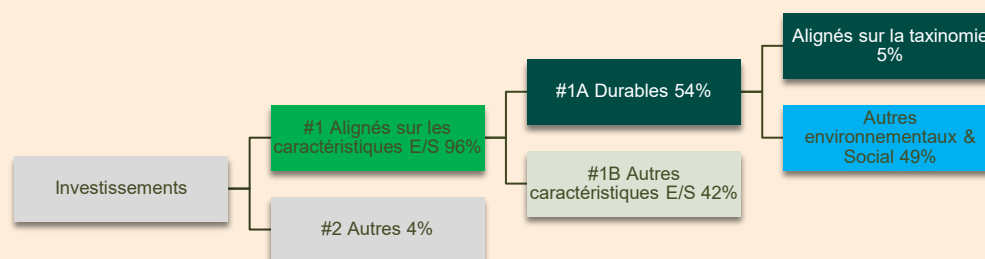 Investissements
#1 Alignés sur les
caractéristiques E/S 96%
#2 Autres 4%
#1A Durables 54%
#1B Autres
caractéristiques E/S 42%
Alignés sur la taxinomie
5%
Autres
environnementaux &
Social 49%